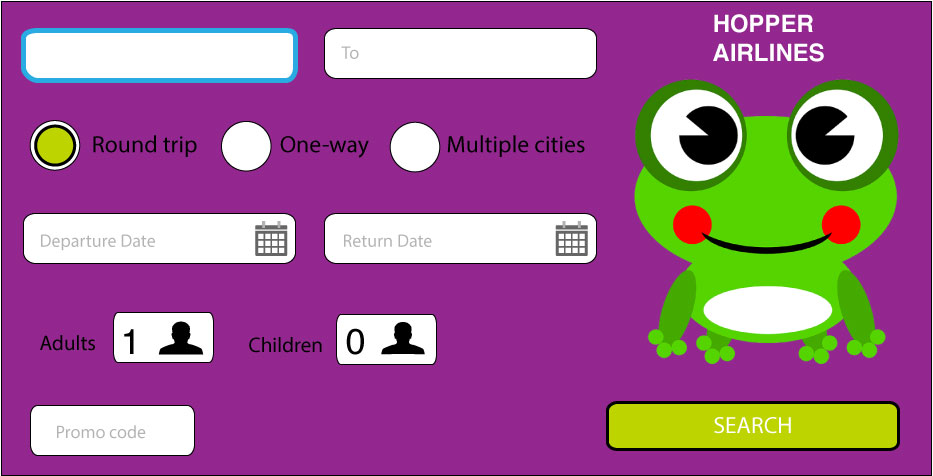 HOPPER
AIRLINES
To
Round trip One-way Multiple cities
Departure Date Return Date
Adults 1 Children 0
Promo code
SEARCH